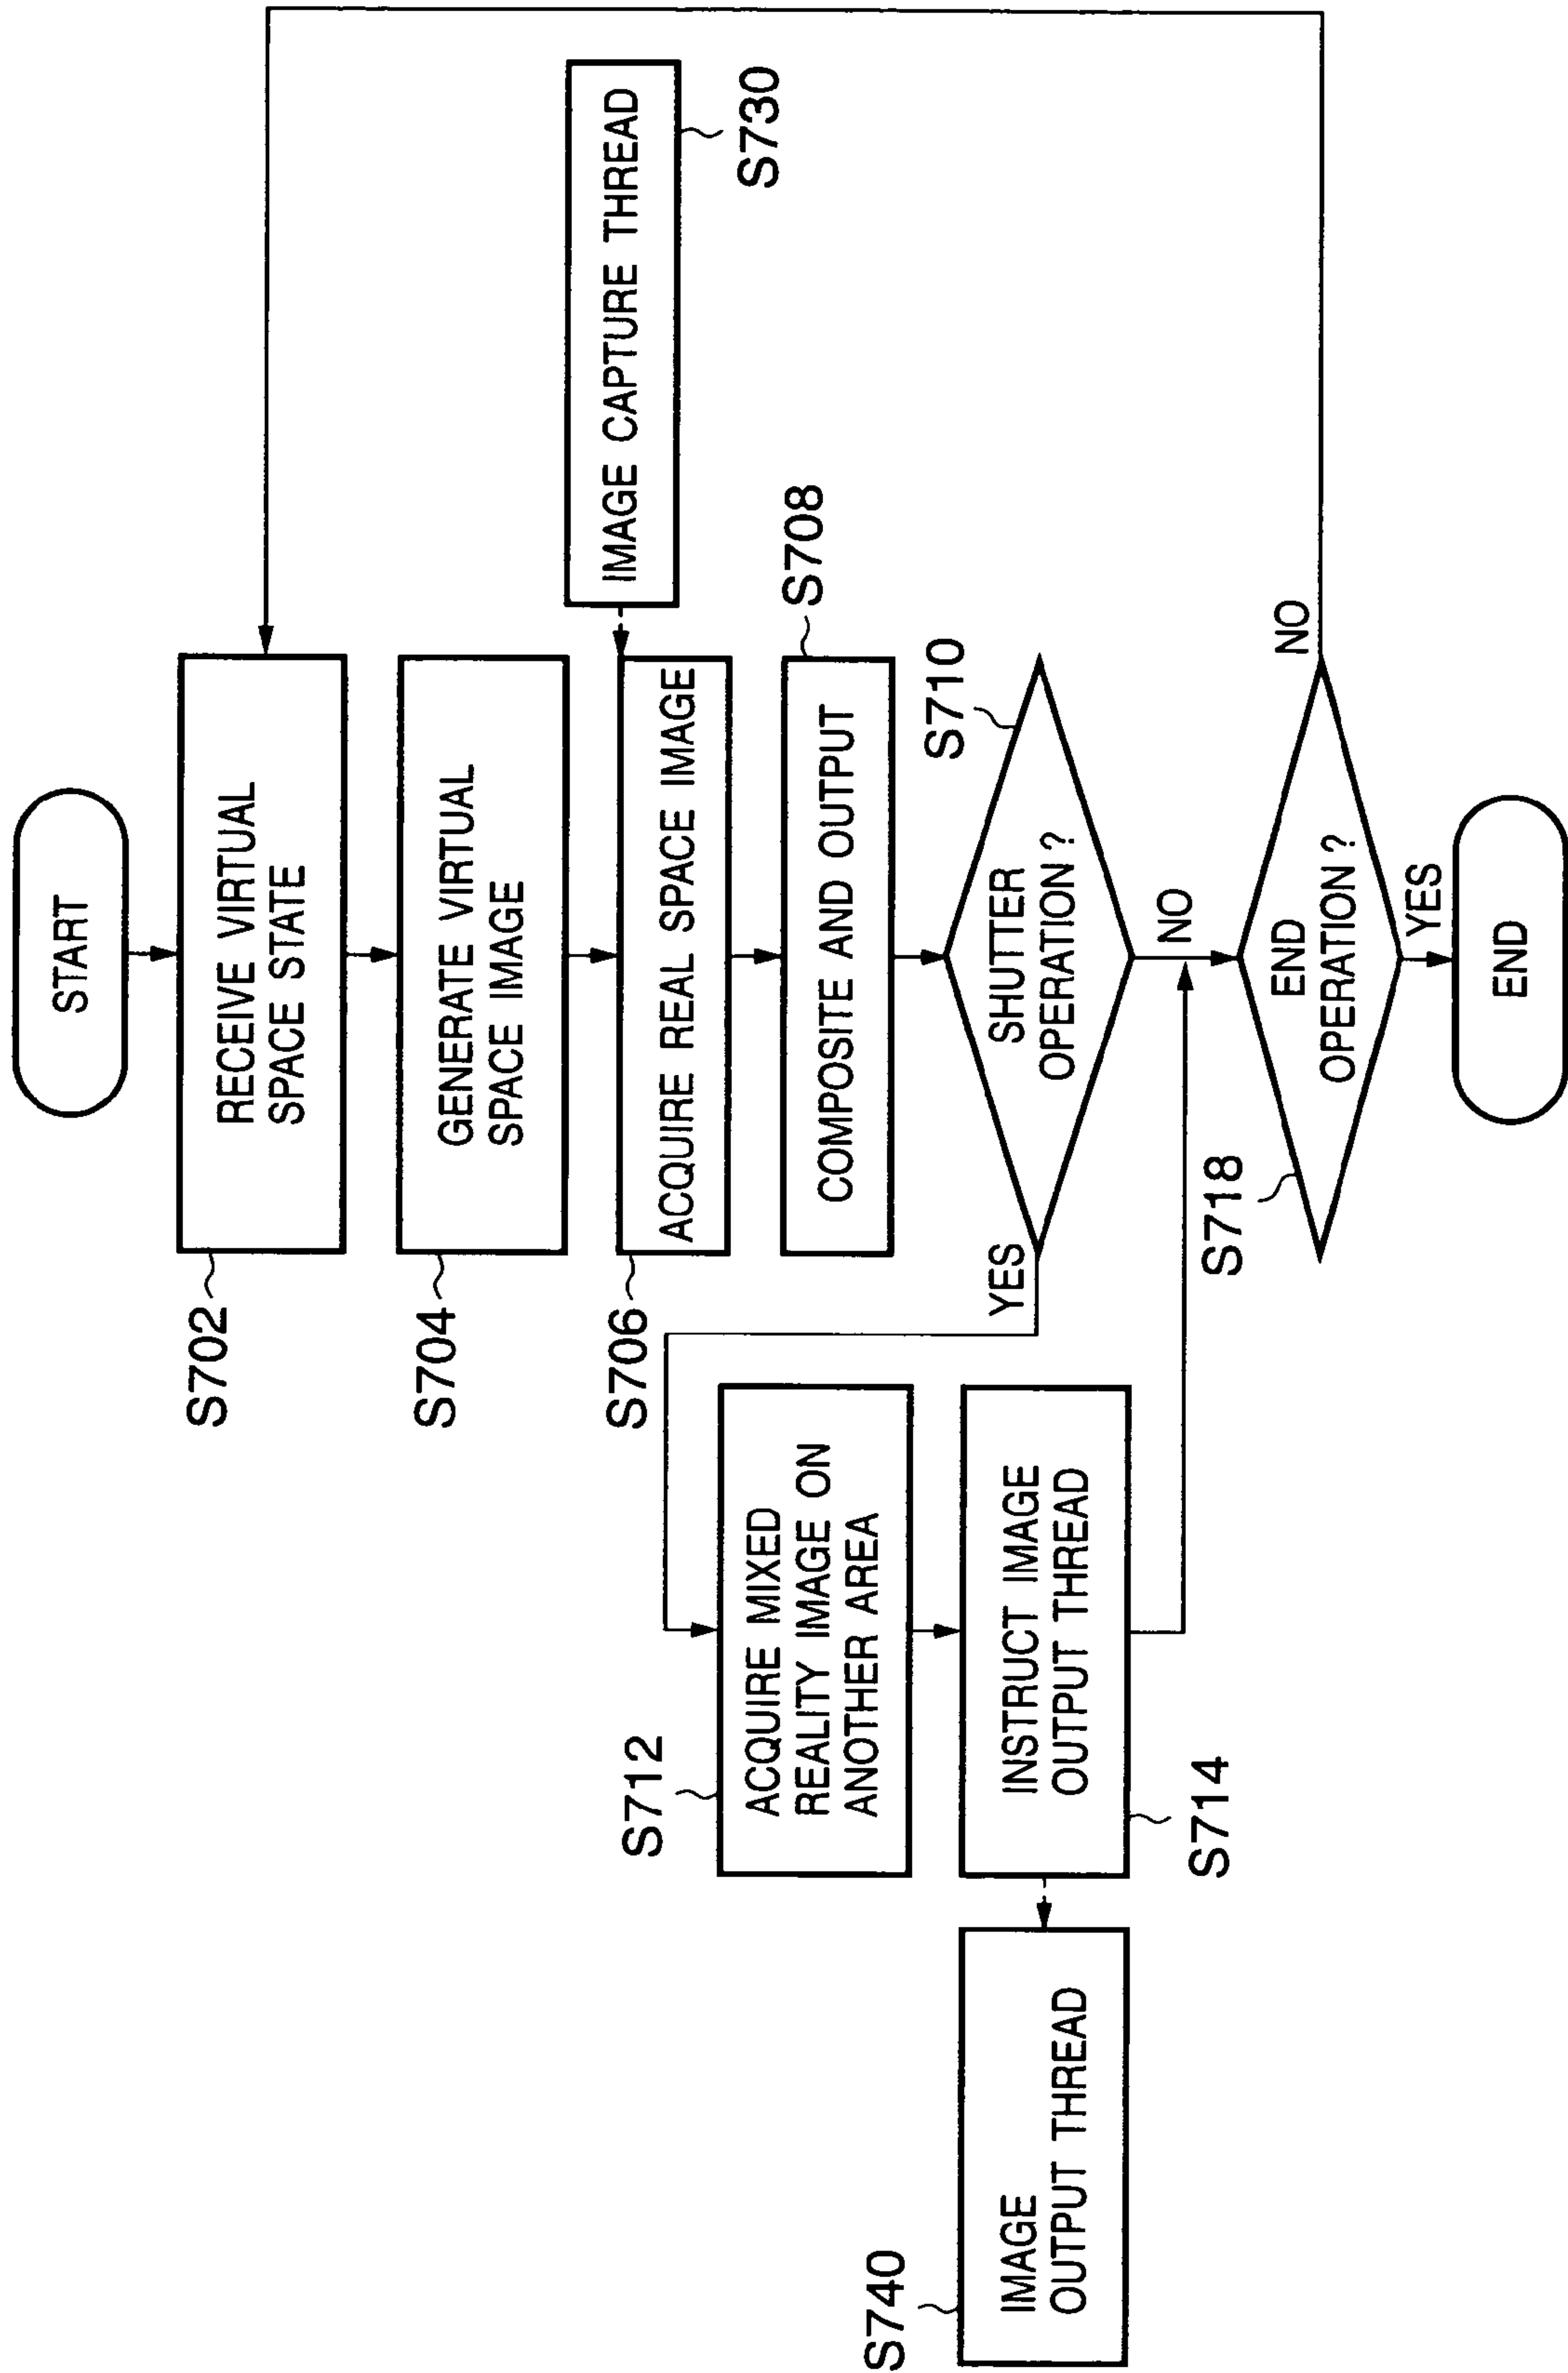 START
S702
RECEIVE VIRTUAL
SPACE STATE
S704
GENERATE VIRTUAL
SPACE IMAGE
S706
ACQUIRE REAL SPACE IMAGE
IMAGE CAPTURE THREAD
S730
S708
COMPOSITE AND OUTPUT
S710
SHUTTER
OPERATION ?
YES
NO
S712
ACQUIRE MIXED
REALITY IMAGE ON
ANOTHER AREA
INSTRUCT IMAGE
OUTPUT THREAD
S714
S740
IMAGE
OUTPUT THREAD
S718
END
OPERATION ?
NO
YES
END